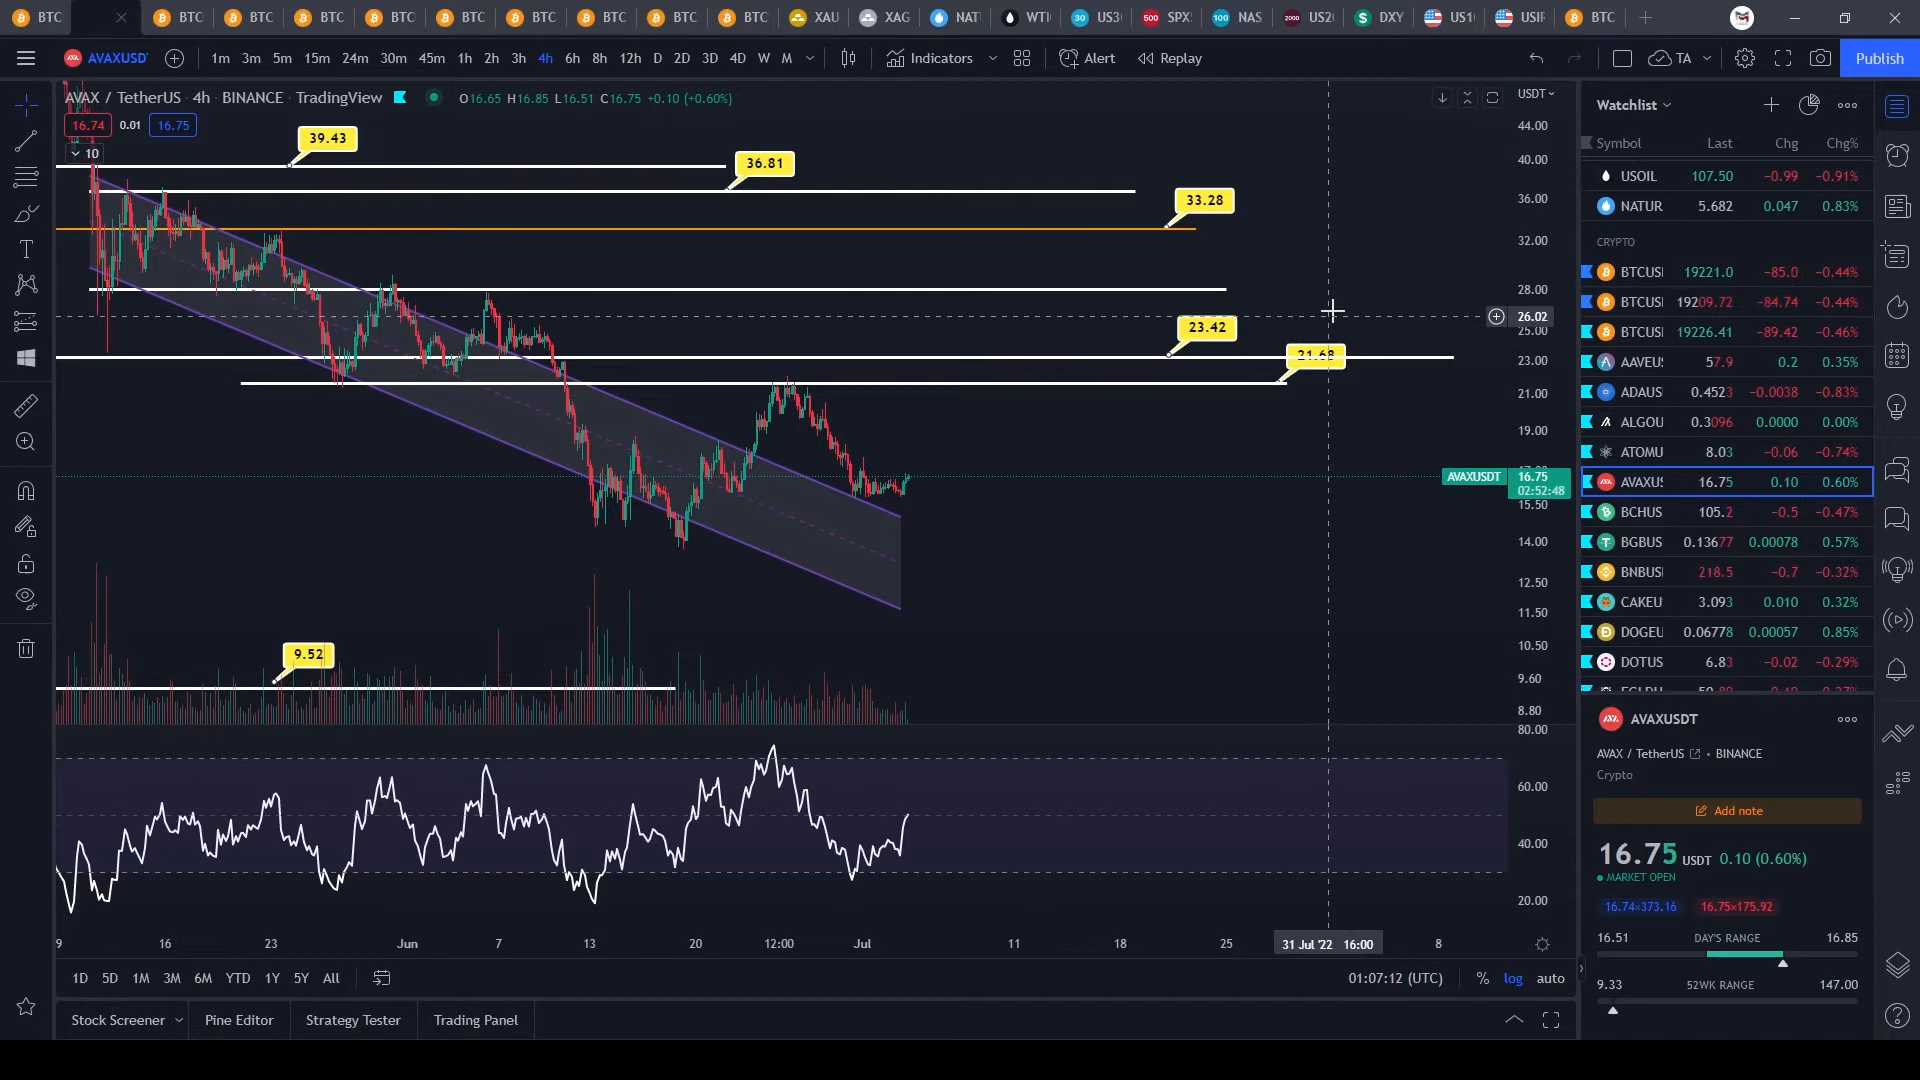 BTC BTC BTC BTC BTC BTC BTC BTC BTC BTC XAU XAG NAT WTI US3 SPX NAS US20 DXY US1 USIR BTC
AVAXUSD 1m 3m 5m 15m 24m 30m 45m 1h 2h 3h 4h 6h 8h 12h D 2D 3D 4D W M Indicators Alert Replay TA Publish
AVAX / TetherUS · 4h · BINANCE · TradingView O16.65 H16.85 L16.51 C16.75 +0.10 (+0.60%) USDT
16.74 0.01 16.75
10
39.43
36.81
33.28
23.42
21.68
9.52
44.00
40.00
36.00
32.00
28.00
26.02
25.00
23.00
21.00
19.00
AVAXUSDT 16.75
02:52:48
15.50
14.00
12.50
11.50
10.50
9.60
8.80
80.00
60.00
40.00
20.00
9 16 23 Jun 7 13 20 12:00 Jul 11 18 25 31 Jul '22 16:00 8
1D 5D 1M 3M 6M YTD 1Y 5Y All 01:07:12 (UTC) % log auto
Stock Screener Pine Editor Strategy Tester Trading Panel
Watchlist
Symbol Last Chg Chg%
USOIL 107.50 −0.99 −0.91%
NATUR 5.682 0.047 0.83%
CRYPTO
BTCUSI 19221.0 −85.0 −0.44%
BTCUSI 19209.72 −84.74 −0.44%
BTCUSI 19226.41 −89.42 −0.46%
AAVEUS 57.9 0.2 0.35%
ADAUS 0.4523 −0.0038 −0.83%
ALGOU 0.3096 0.0000 0.00%
ATOMU 8.03 −0.06 −0.74%
AVAXUS 16.75 0.10 0.60%
BCHUS 105.2 −0.5 −0.47%
BGBUS 0.13677 0.00078 0.57%
BNBUSI 218.5 −0.7 −0.32%
CAKEU 3.093 0.010 0.32%
DOGEU 0.06778 0.00057 0.85%
DOTUS 6.83 −0.02 −0.29%
AVAXUSDT
AVAX / TetherUS • BINANCE
Crypto
Add note
16.75 USDT 0.10 (0.60%)
MARKET OPEN
16.74×373.16 16.75×175.92
16.51 DAY'S RANGE 16.85
9.33 52WK RANGE 147.00